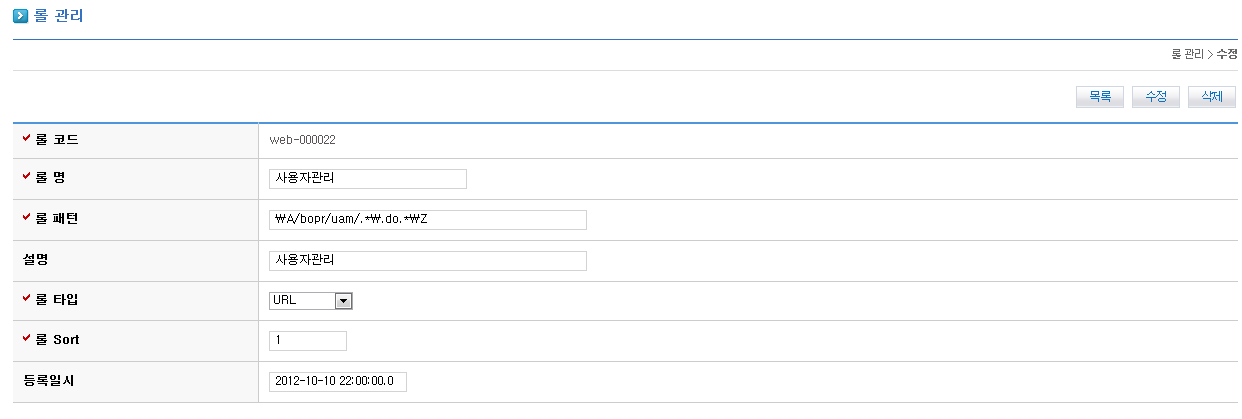 롤 관리
롤 관리 > 수정
목록 수정 삭제
롤 코드 web-000022
롤 명 사용자관리
롤 패턴 ₩A/bopr/uam/.*₩.do.*₩Z
설명 사용자관리
롤 타입 URL
롤 Sort 1
등록일시 2012-10-10 22:00:00.0